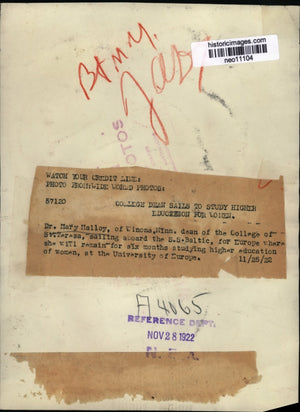 historicimages.com
neo11104
B+M.Y.
PHOTOS
WATCH YOUR CREDIT LINE:
PHOTO FROM:WIDE WORLD PHOTOS:
57120 COLLEGE DEAN SAILS TO STUDY HIGHER
EDUCATION FOR WOMEN.
Dr. Mary Malloy, of Winona, Minn. dean of the College of
St.Teresa, sailing aboard the S.S.Baltic, for Europe where
she will remain for six months studying higher education
of women, at the University of Europe. 11/25/22
A4065
REFERENCE DEPT.
NOV 28 1922
N. E. A.